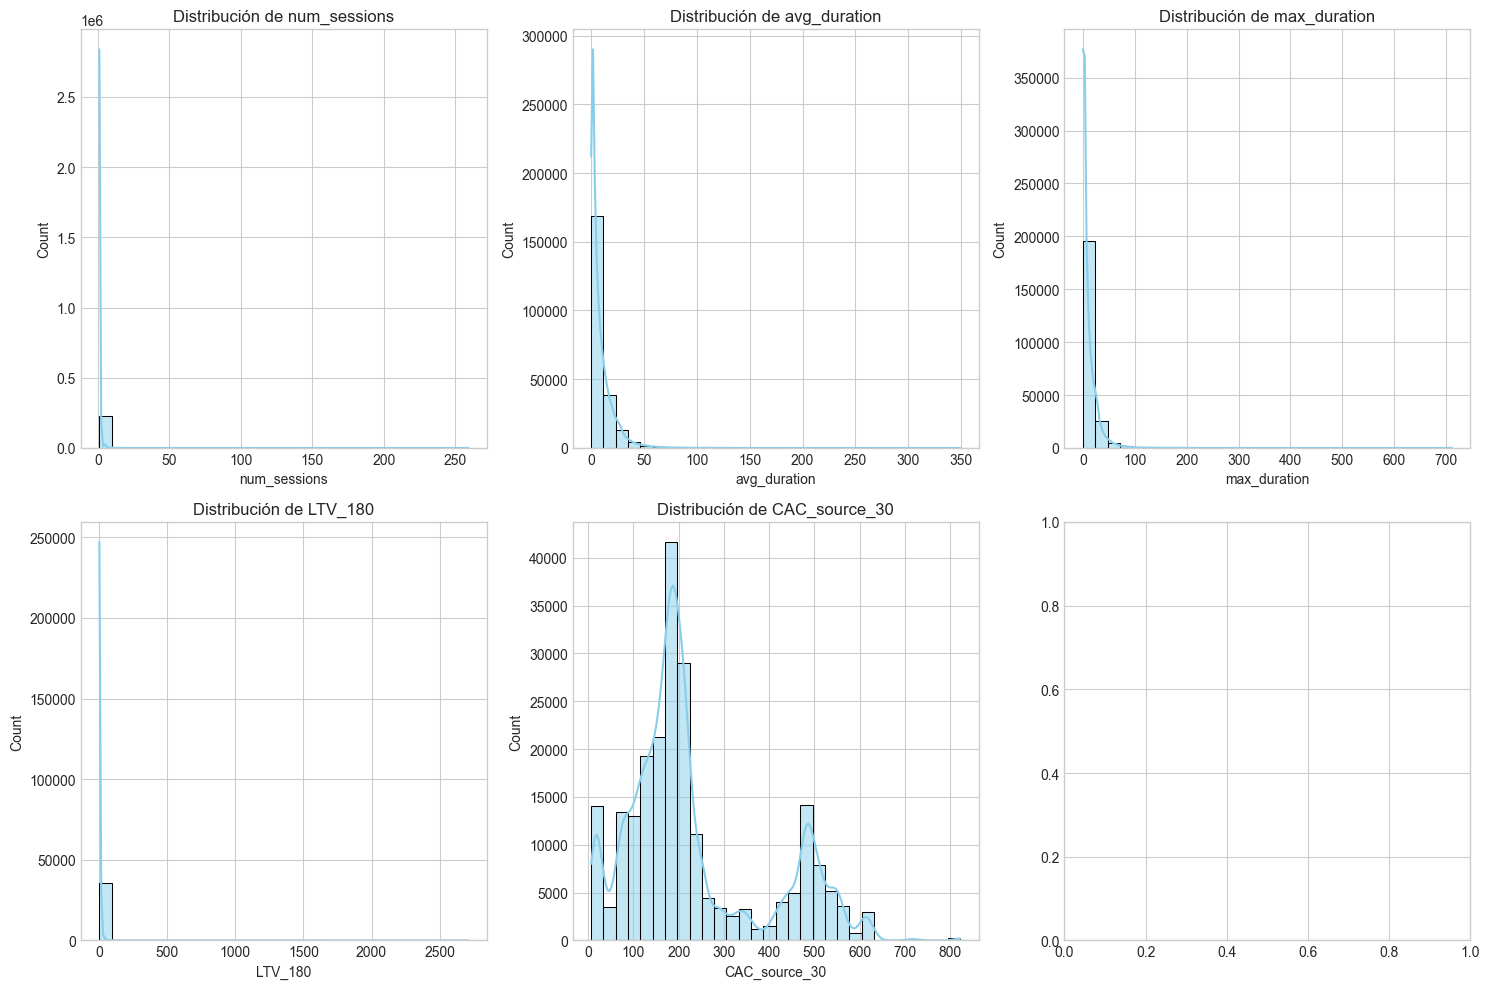 Distribución de num_sessions
1e6
2.5
2.0
1.5
1.0
0.5
0.0
Count
0 50 100 150 200 250
num_sessions
Distribución de avg_duration
300000
250000
200000
150000
100000
50000
0
Count
0 50 100 150 200 250 300 350
avg_duration
Distribución de max_duration
350000
300000
250000
200000
150000
100000
50000
0
Count
0 100 200 300 400 500 600 700
max_duration
Distribución de LTV_180
250000
200000
150000
100000
50000
0
Count
0 500 1000 1500 2000 2500
LTV_180
Distribución de CAC_source_30
40000
35000
30000
25000
20000
15000
10000
5000
0
Count
0 100 200 300 400 500 600 700 800
CAC_source_30
1.0
0.8
0.6
0.4
0.2
0.0
0.0 0.2 0.4 0.6 0.8 1.0